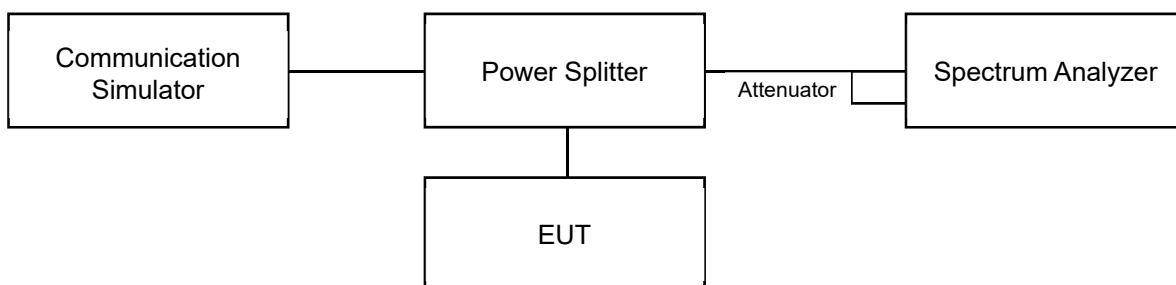 Communication
Simulator
Power Splitter
Attenuator
Spectrum Analyzer
EUT